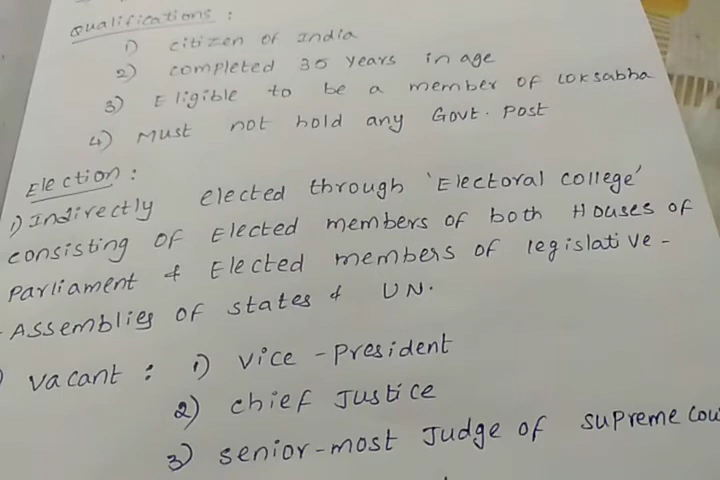 Qualifications :
1) citizen of India
2) completed 35 years in age
3) Eligible to be a member of Loksabha
4) Must not hold any Govt. Post
Election :
1) Indirectly elected through 'Electoral college'
consisting of Elected members of both Houses of
Parliament & Elected members of legislative -
- Assemblies of states & UN.
vacant : 1) vice - President
2) chief Justice
3) senior-most Judge of supreme cou